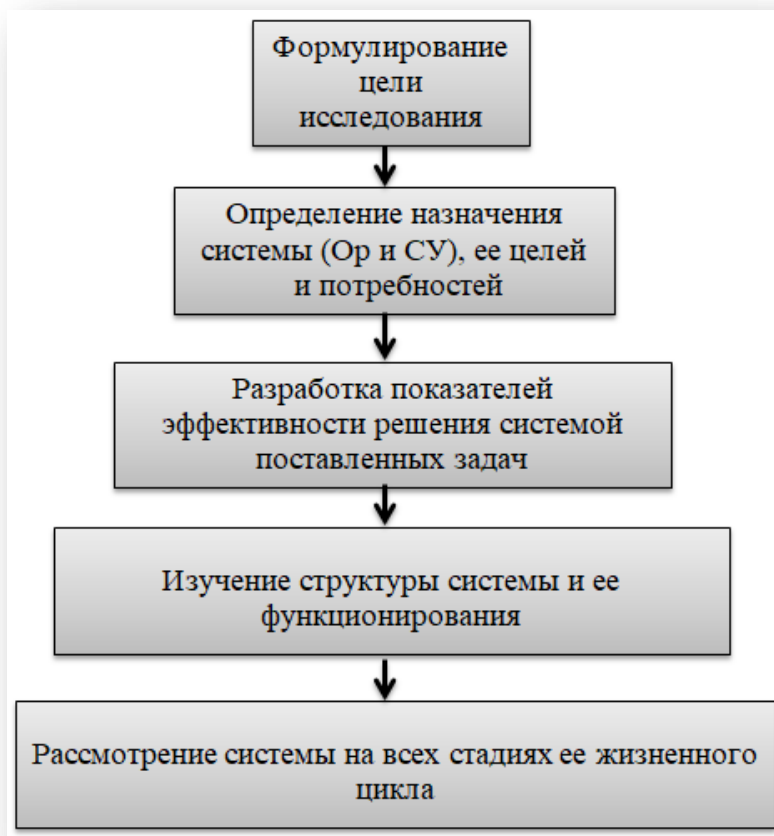 Формулирование
цели
исследования
Определение назначения
системы (Ор и СУ), ее целей
и потребностей
Разработка показателей
эффективности решения системой
поставленных задач
Изучение структуры системы и ее
функционирования
Рассмотрение системы на всех стадиях ее жизненного
цикла